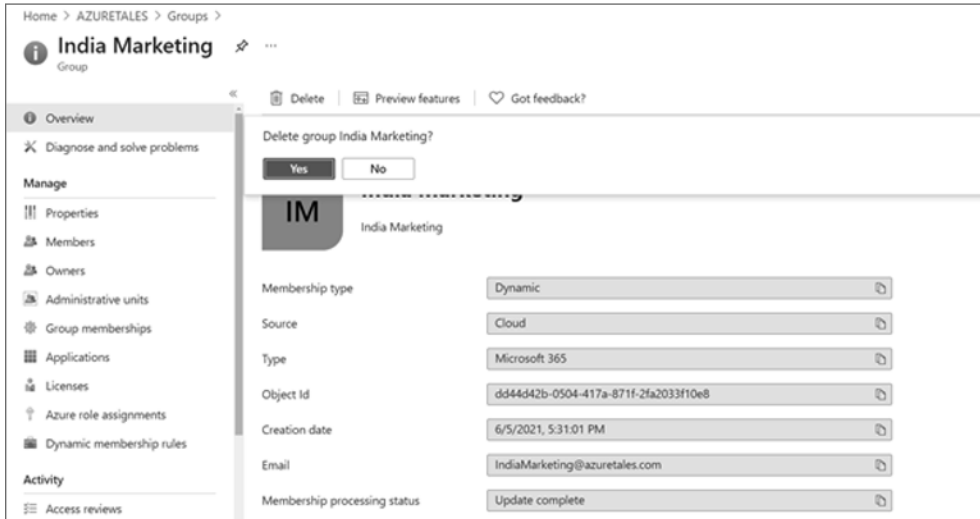 Home > AZURETALES > Groups >
India Marketing
Group
Delete
Preview features
Got feedback?
Overview
Diagnose and solve problems
Manage
Properties
Members
Owners
Administrative units
Group memberships
Applications
Licenses
Azure role assignments
Dynamic membership rules
Activity
Access reviews
Delete group India Marketing?
Yes No
India Marketing
IM
India Marketing
Membership type Dynamic
Source Cloud
Type Microsoft 365
Object Id dd44d42b-0504-417a-871f-2fa2033f10e8
Creation date 6/5/2021, 5:31:01 PM
Email IndiaMarketing@azuretales.com
Membership processing status Update complete